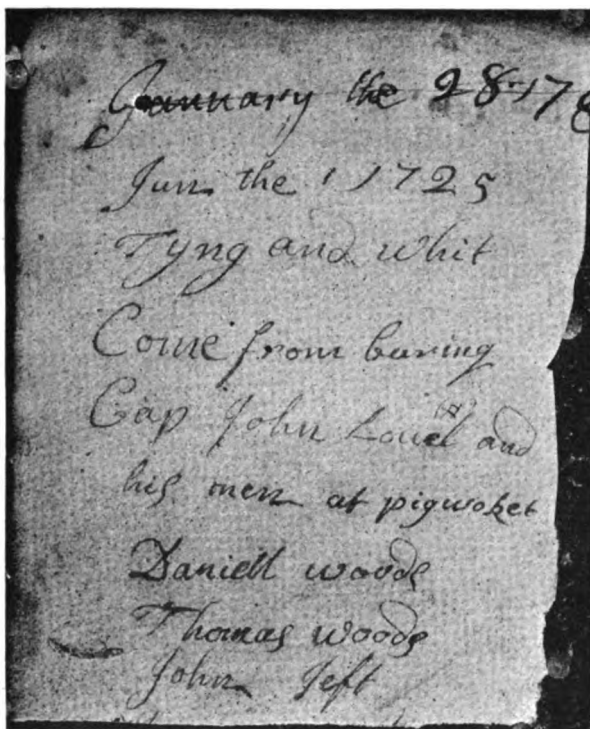 January the 28 17
Jun the 1 1725
Tyng and whit
Come from buring
Cap John Louel and
his men at pigwoket
Daniell woods
Thomas woods
John Jeft